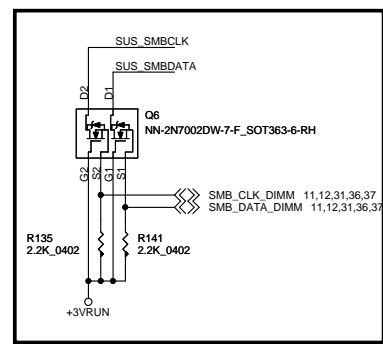 SUS_SMBCLK
SUS_SMBDATA
D2
D1
Q6
NN-2N7002DW-7-F_SOT363-6-RH
G2
S2
G1
S1
SMB_CLK_DIMM 11,12,31,36,37
SMB_DATA_DIMM 11,12,31,36,37
R135
2.2K_0402
R141
2.2K_0402
+3VRUN